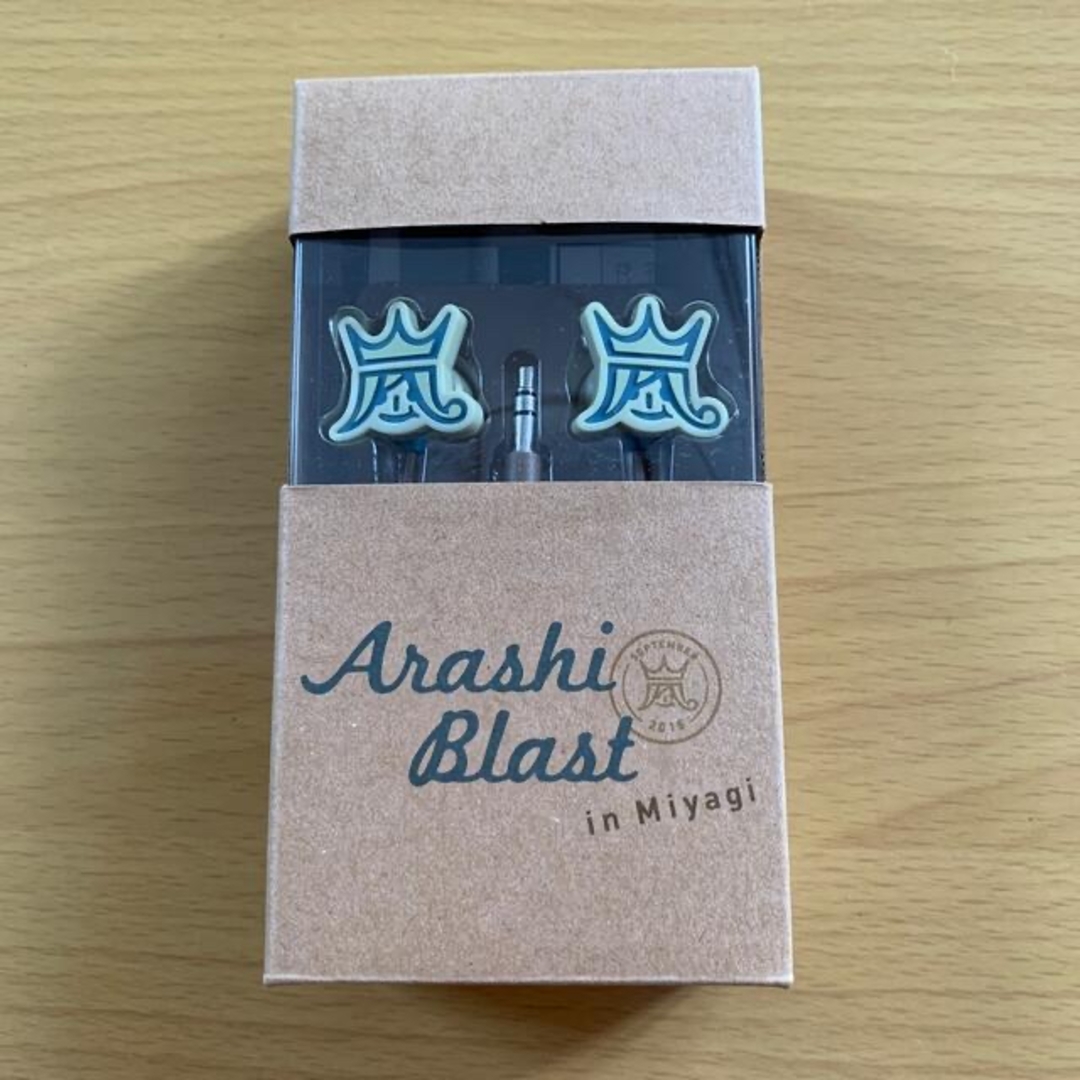 嵐
嵐
Arashi
Blast
SEPTEMBER
嵐
2015
in Miyagi